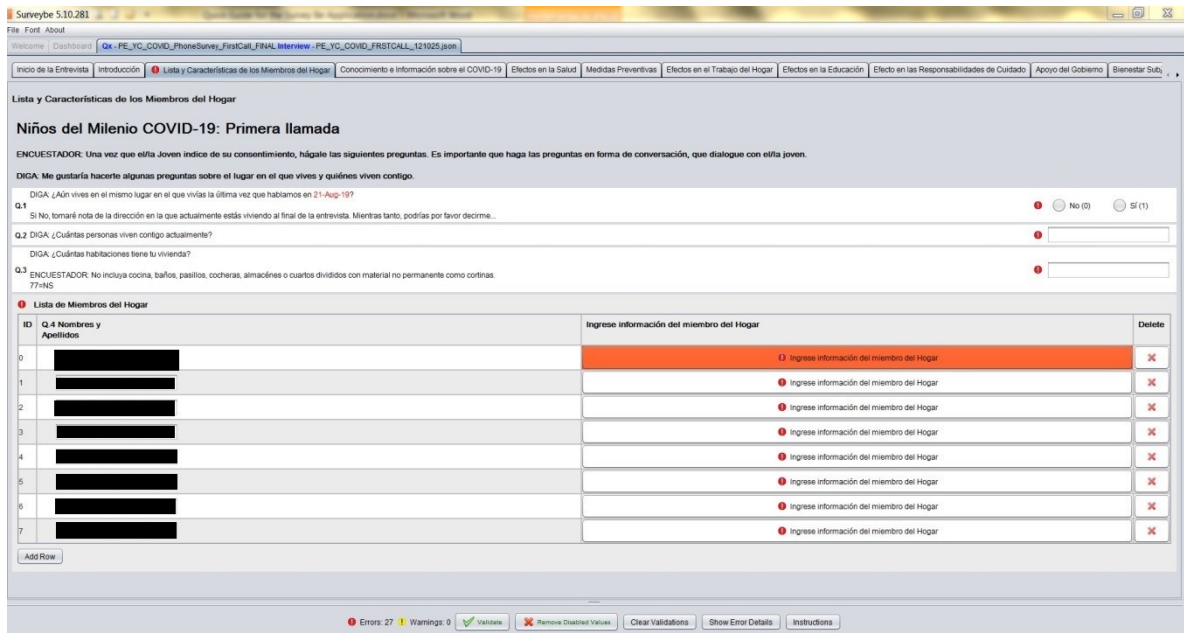 Surveybe 5.10.281
File Font About
Welcome Dashboard Qx - PE_YC_COVID_PhoneSurvey_FirstCall_FINAL Interview - PE_YC_COVID_FRSTCALL_121025.json
Inicio de la Entrevista Introducción Lista y Características de los Miembros del Hogar Conocimiento e Información sobre el COVID-19 Efectos en la Salud Medidas Preventivas Efectos en el Trabajo del Hogar Efectos en la Educación Efecto en las Responsabilidades de Cuidado Apoyo del Gobierno Bienestar Subj
Lista y Características de los Miembros del Hogar
Niños del Milenio COVID-19: Primera llamada
ENCUESTADOR: Una vez que el/la Joven indice de su consentimiento, hágale las siguientes preguntas. Es importante que haga las preguntas en forma de conversación, que dialogue con el/la joven.
DIGA: Me gustaría hacerte algunas preguntas sobre el lugar en el que vives y quiénes viven contigo.
DIGA: ¿Aún vives en el mismo lugar en el que vivías la última vez que hablamos en 21-Aug-19?
Q.1 No (0) Sí (1)
Si No, tomaré nota de la dirección en la que actualmente estás viviendo al final de la entrevista. Mientras tanto, podrías por favor decirme...
Q.2 DIGA: ¿Cuántas personas viven contigo actualmente?
DIGA: ¿Cuántas habitaciones tiene tu vivienda?
Q.3 ENCUESTADOR: No incluya cocina, baños, pasillos, cocheras, almacénes o cuartos divididos con material no permanente como cortinas.
77=NS
Lista de Miembros del Hogar
ID Q.4 Nombres y Apellidos Ingrese información del miembro del Hogar Delete
0 Ingrese información del miembro del Hogar
1 Ingrese información del miembro del Hogar
2 Ingrese información del miembro del Hogar
3 Ingrese información del miembro del Hogar
4 Ingrese información del miembro del Hogar
5 Ingrese información del miembro del Hogar
6 Ingrese información del miembro del Hogar
7 Ingrese información del miembro del Hogar
Add Row
Errors: 27 Warnings: 0 Validate Remove Disabled Values Clear Validations Show Error Details Instructions